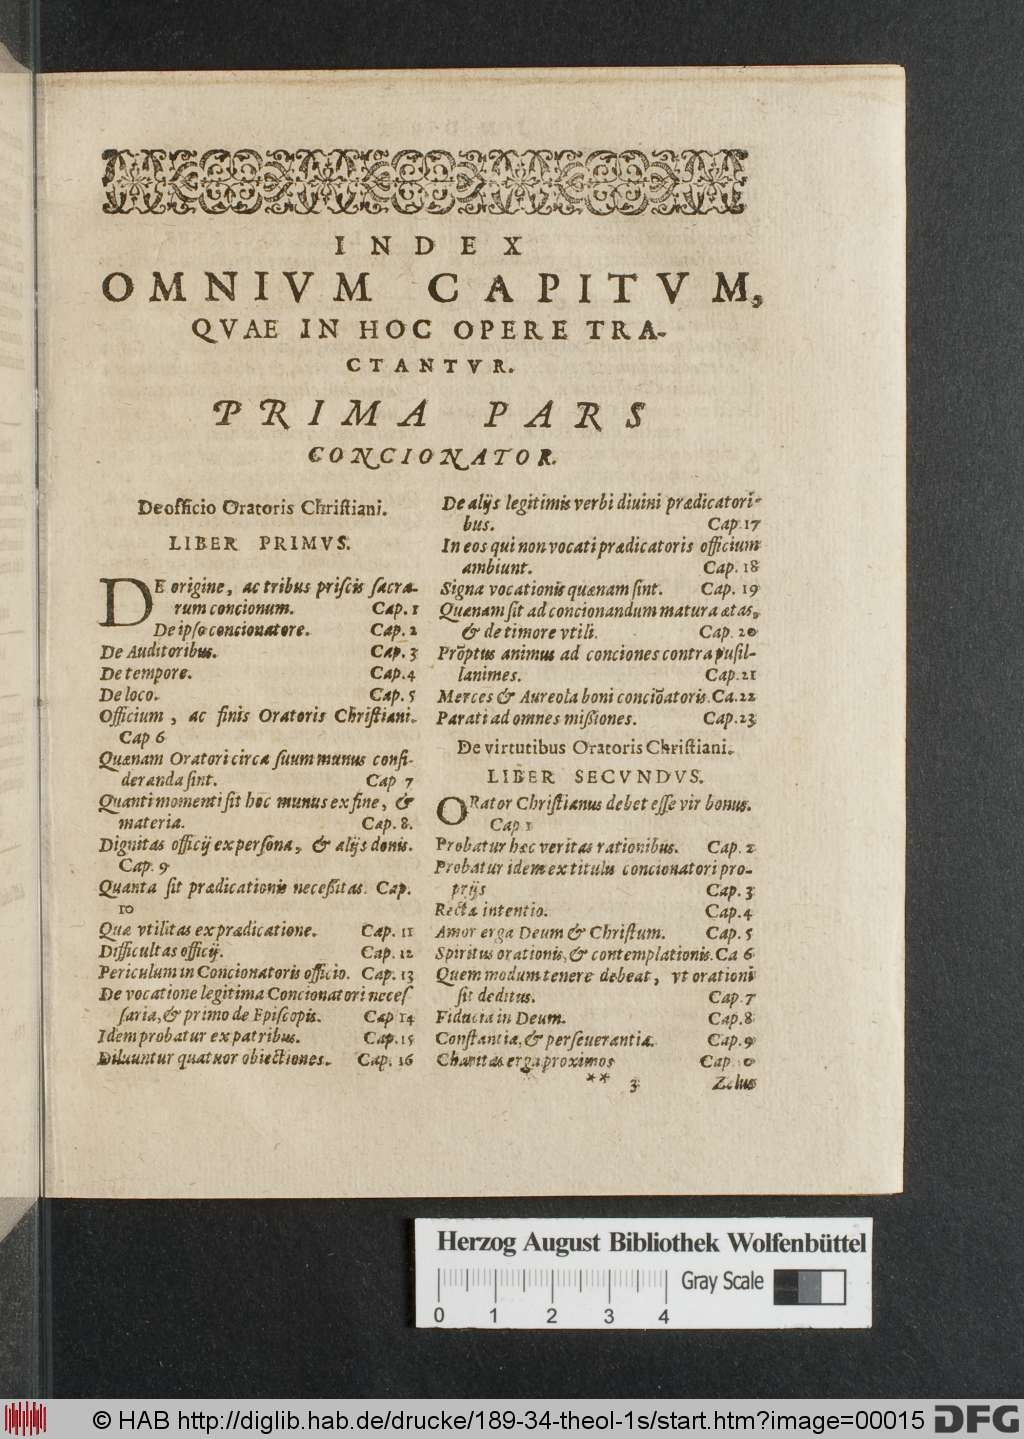 INDEX
OMNIVM CAPITVM,
QVAE IN HOC OPERE TRA-
CTANTVR.
PRIMA PARS
CONCIONATOR.
De officio Oratoris Chriſtiani.
LIBER PRIMVS.
DE origine, ac tribus priſcis ſacra-
rum concionum. Cap. 1
De ipſo concionatore. Cap. 2
De Auditoribus. Cap. 3
De tempore. Cap. 4
De loco. Cap. 5
Officium, ac finis Oratoris Chriſtiani.
Cap 6
Quænam Oratori circa ſuum munus conſi-
deranda ſint. Cap 7
Quanti momenti ſit hoc munus ex fine, &
materia. Cap. 8.
Dignitas officij ex perſona, & alijs donis.
Cap. 9
Quanta ſit prædicationis neceſſitas. Cap.
10
Quæ vtilitas ex prædicatione. Cap. 11
Difficultas officij. Cap. 12
Periculum in Concionatoris officio. Cap. 13
De vocatione legitima Concionatori neceſ
ſaria, & primo de Epiſcopis. Cap 14
Idem probatur ex patribus. Cap. 15
Diluuntur quatuor obiectiones. Cap. 16
De alijs legitimis verbi diuini prædicatori-
bus. Cap. 17
In eos qui non vocati prædicatoris officium
ambiunt. Cap. 18
Signa vocationis quænam ſint. Cap. 19
Quænam ſit ad concionandum matura ætas,
& de timore vtili. Cap. 20
Prõptus animus ad conciones contra puſil-
lanimes. Cap. 21
Merces & Aureola boni concioãtoris. Ca. 22
Parati ad omnes miſſiones. Cap. 23
De virtutibus Oratoris Chriſtiani.
LIBER SECVNDVS.
ORator Chriſtianus debet eſſe vir bonus.
Cap 1
Probatur hæc veritas rationibus. Cap. 2
Probatur idem ex titulis concionatori pro-
prijs Cap. 3
Recta intentio. Cap. 4
Amor erga Deum & Chriſtum. Cap. 5
Spiritus orationis, & contemplationis. Ca 6
Quem modum tenere debeat, vt orationi
ſit deditus. Cap. 7
Fiducia in Deum. Cap. 8
Conſtantia, & perſeuerantia. Cap. 9
Charitas erga proximos Cap. 0
** 3 Zelus
Herzog August Bibliothek Wolfenbüttel
Gray Scale
0 1 2 3 4
© HAB http://diglib.hab.de/drucke/189-34-theol-1s/start.htm?image=00015 DFG